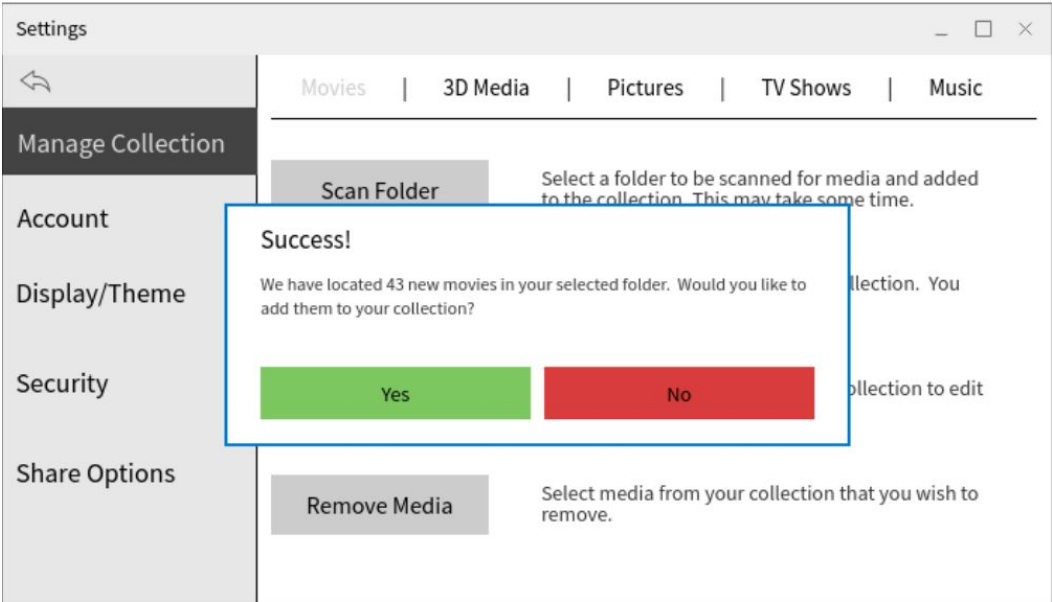 Settings
Movies | 3D Media | Pictures | TV Shows | Music
Manage Collection
Account
Display/Theme
Security
Share Options
Scan Folder
Select a folder to be scanned for media and added
to the collection. This may take some time.
Success!
We have located 43 new movies in your selected folder. Would you like to
add them to your collection?
Yes
No
You
to edit
Remove Media
Select media from your collection that you wish to
remove.